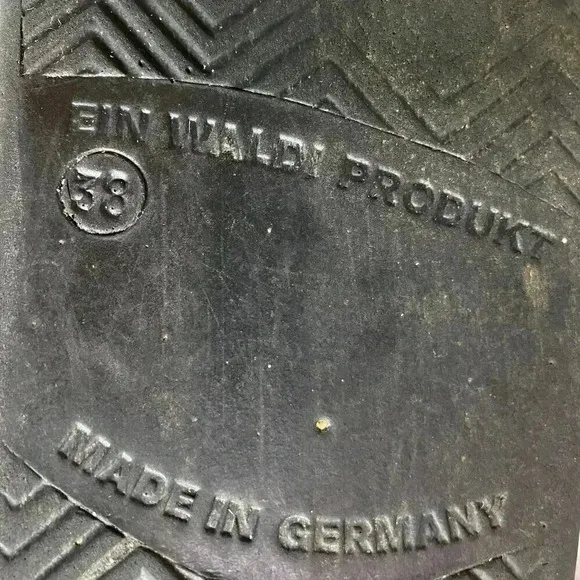 EIN WALDI PRODUKT
38
MADE IN GERMANY